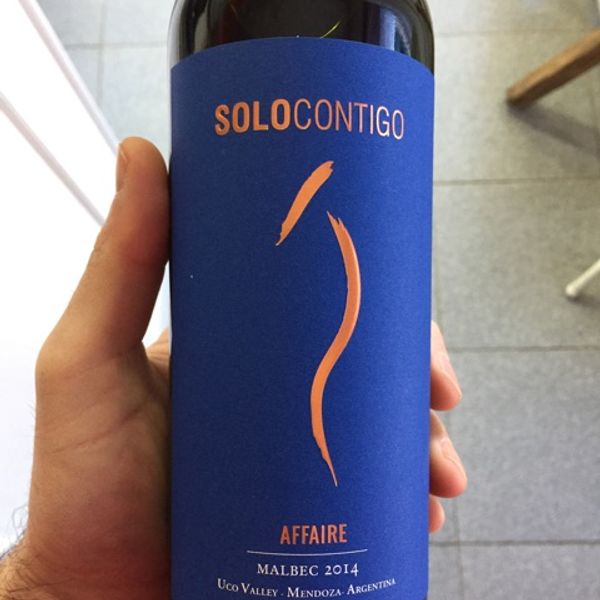 SOLOCONTIGO
AFFAIRE
MALBEC 2014
UCO VALLEY - MENDOZA - ARGENTINA